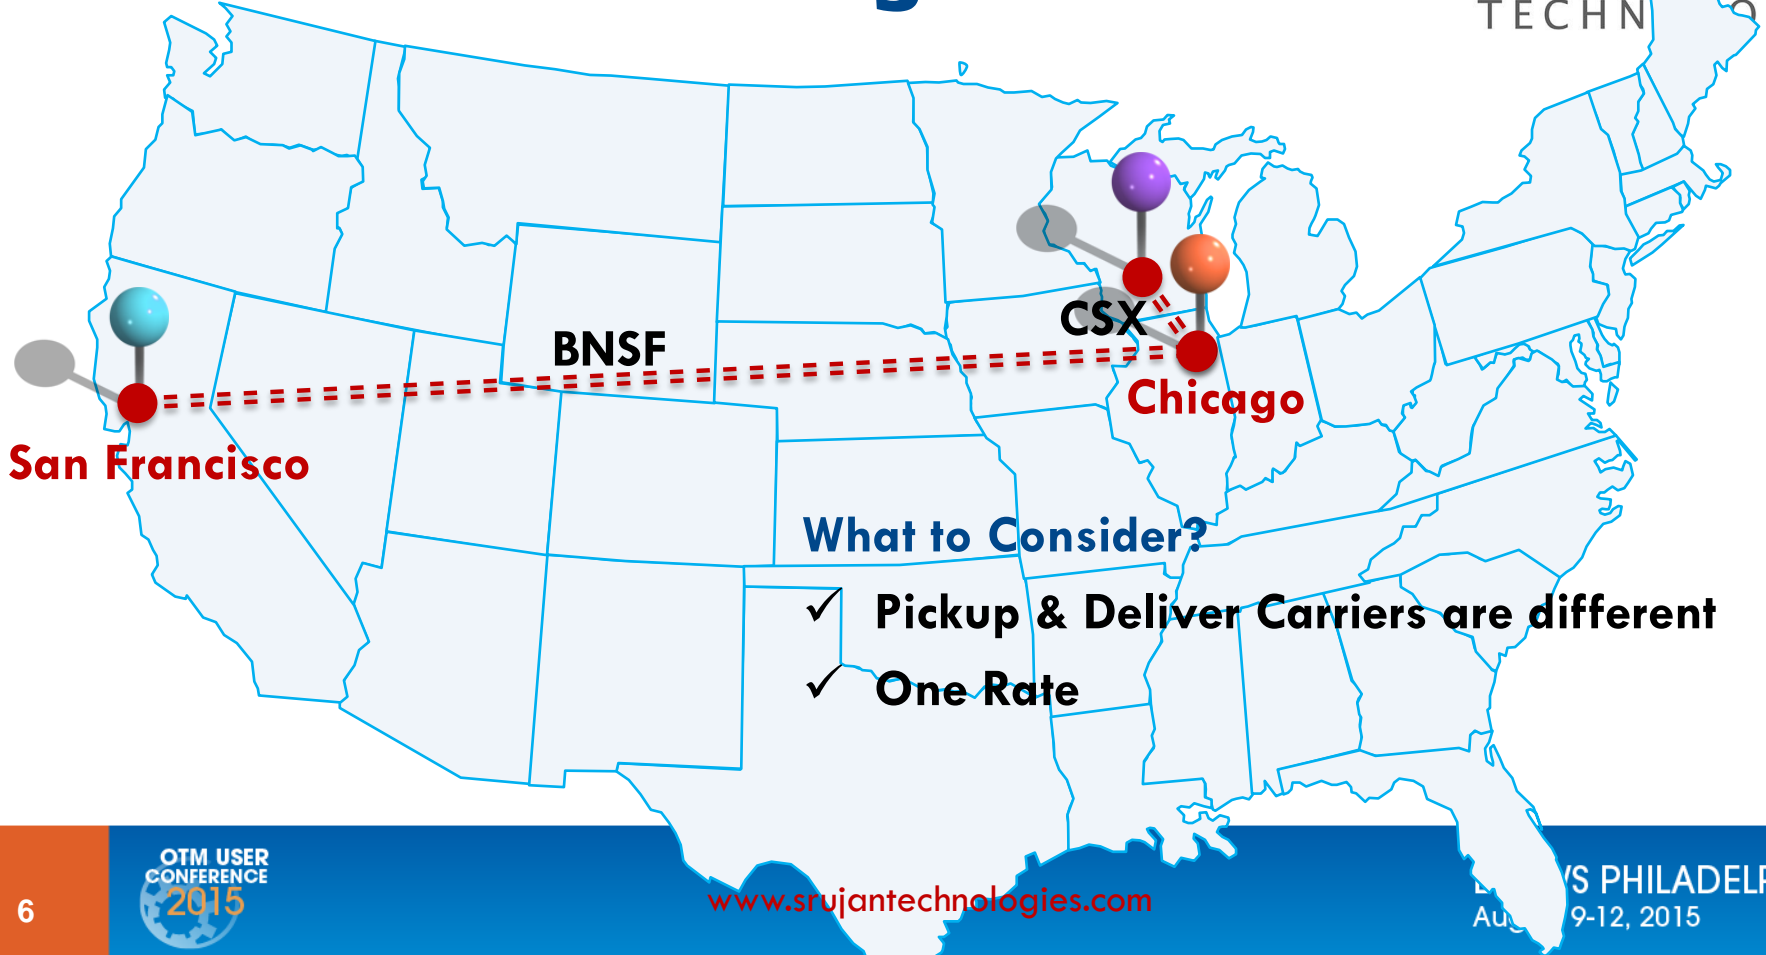 TECHN
BNSF
CSX
Chicago
San Francisco
What to Consider?
✓ Pickup & Deliver Carriers are different
✓ One Rate
6
OTM USER
CONFERENCE
2015
www.srujantechnologies.com
S PHILADELP
9-12, 2015